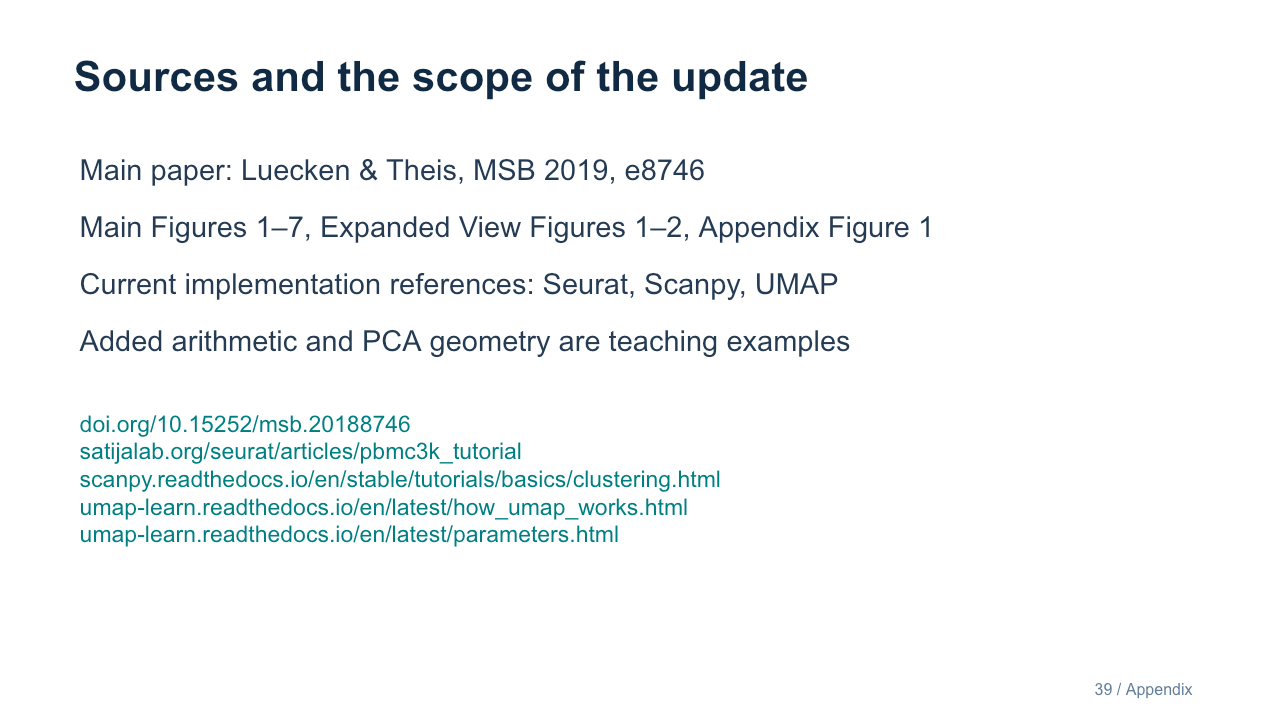 Sources and the scope of the update
Main paper: Luecken & Theis, MSB 2019, e8746
Main Figures 1–7, Expanded View Figures 1–2, Appendix Figure 1
Current implementation references: Seurat, Scanpy, UMAP
Added arithmetic and PCA geometry are teaching examples
doi.org/10.15252/msb.20188746
satijalab.org/seurat/articles/pbmc3k_tutorial
scanpy.readthedocs.io/en/stable/tutorials/basics/clustering.html
umap-learn.readthedocs.io/en/latest/how_umap_works.html
umap-learn.readthedocs.io/en/latest/parameters.html
39 / Appendix